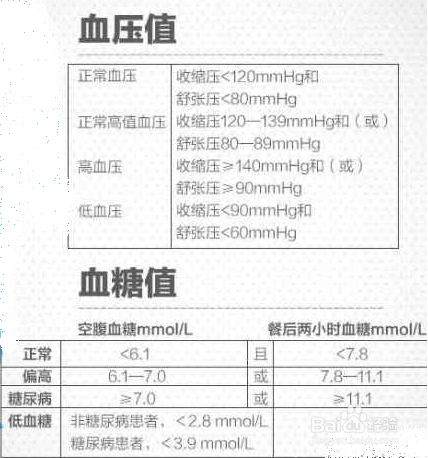 血压值
正常血压 收缩压<120mmHg和
舒张压<80mmHg
正常高值血压 收缩压120—139mmHg和(或)
舒张压80—89mmHg
高血压 收缩压≥140mmHg和(或)
舒张压≥90mmHg
低血压 收缩压<90mmHg和
舒张压<60mmHg
血糖值
空腹血糖mmol/L 餐后两小时血糖mmol/L
正常 <6.1 且 <7.8
偏高 6.1—7.0 或 7.8—11.1
糖尿病 ≥7.0 或 ≥11.1
低血糖 非糖尿病患者，<2.8 mmol/L
糖尿病患者，<3.9 mmol/L